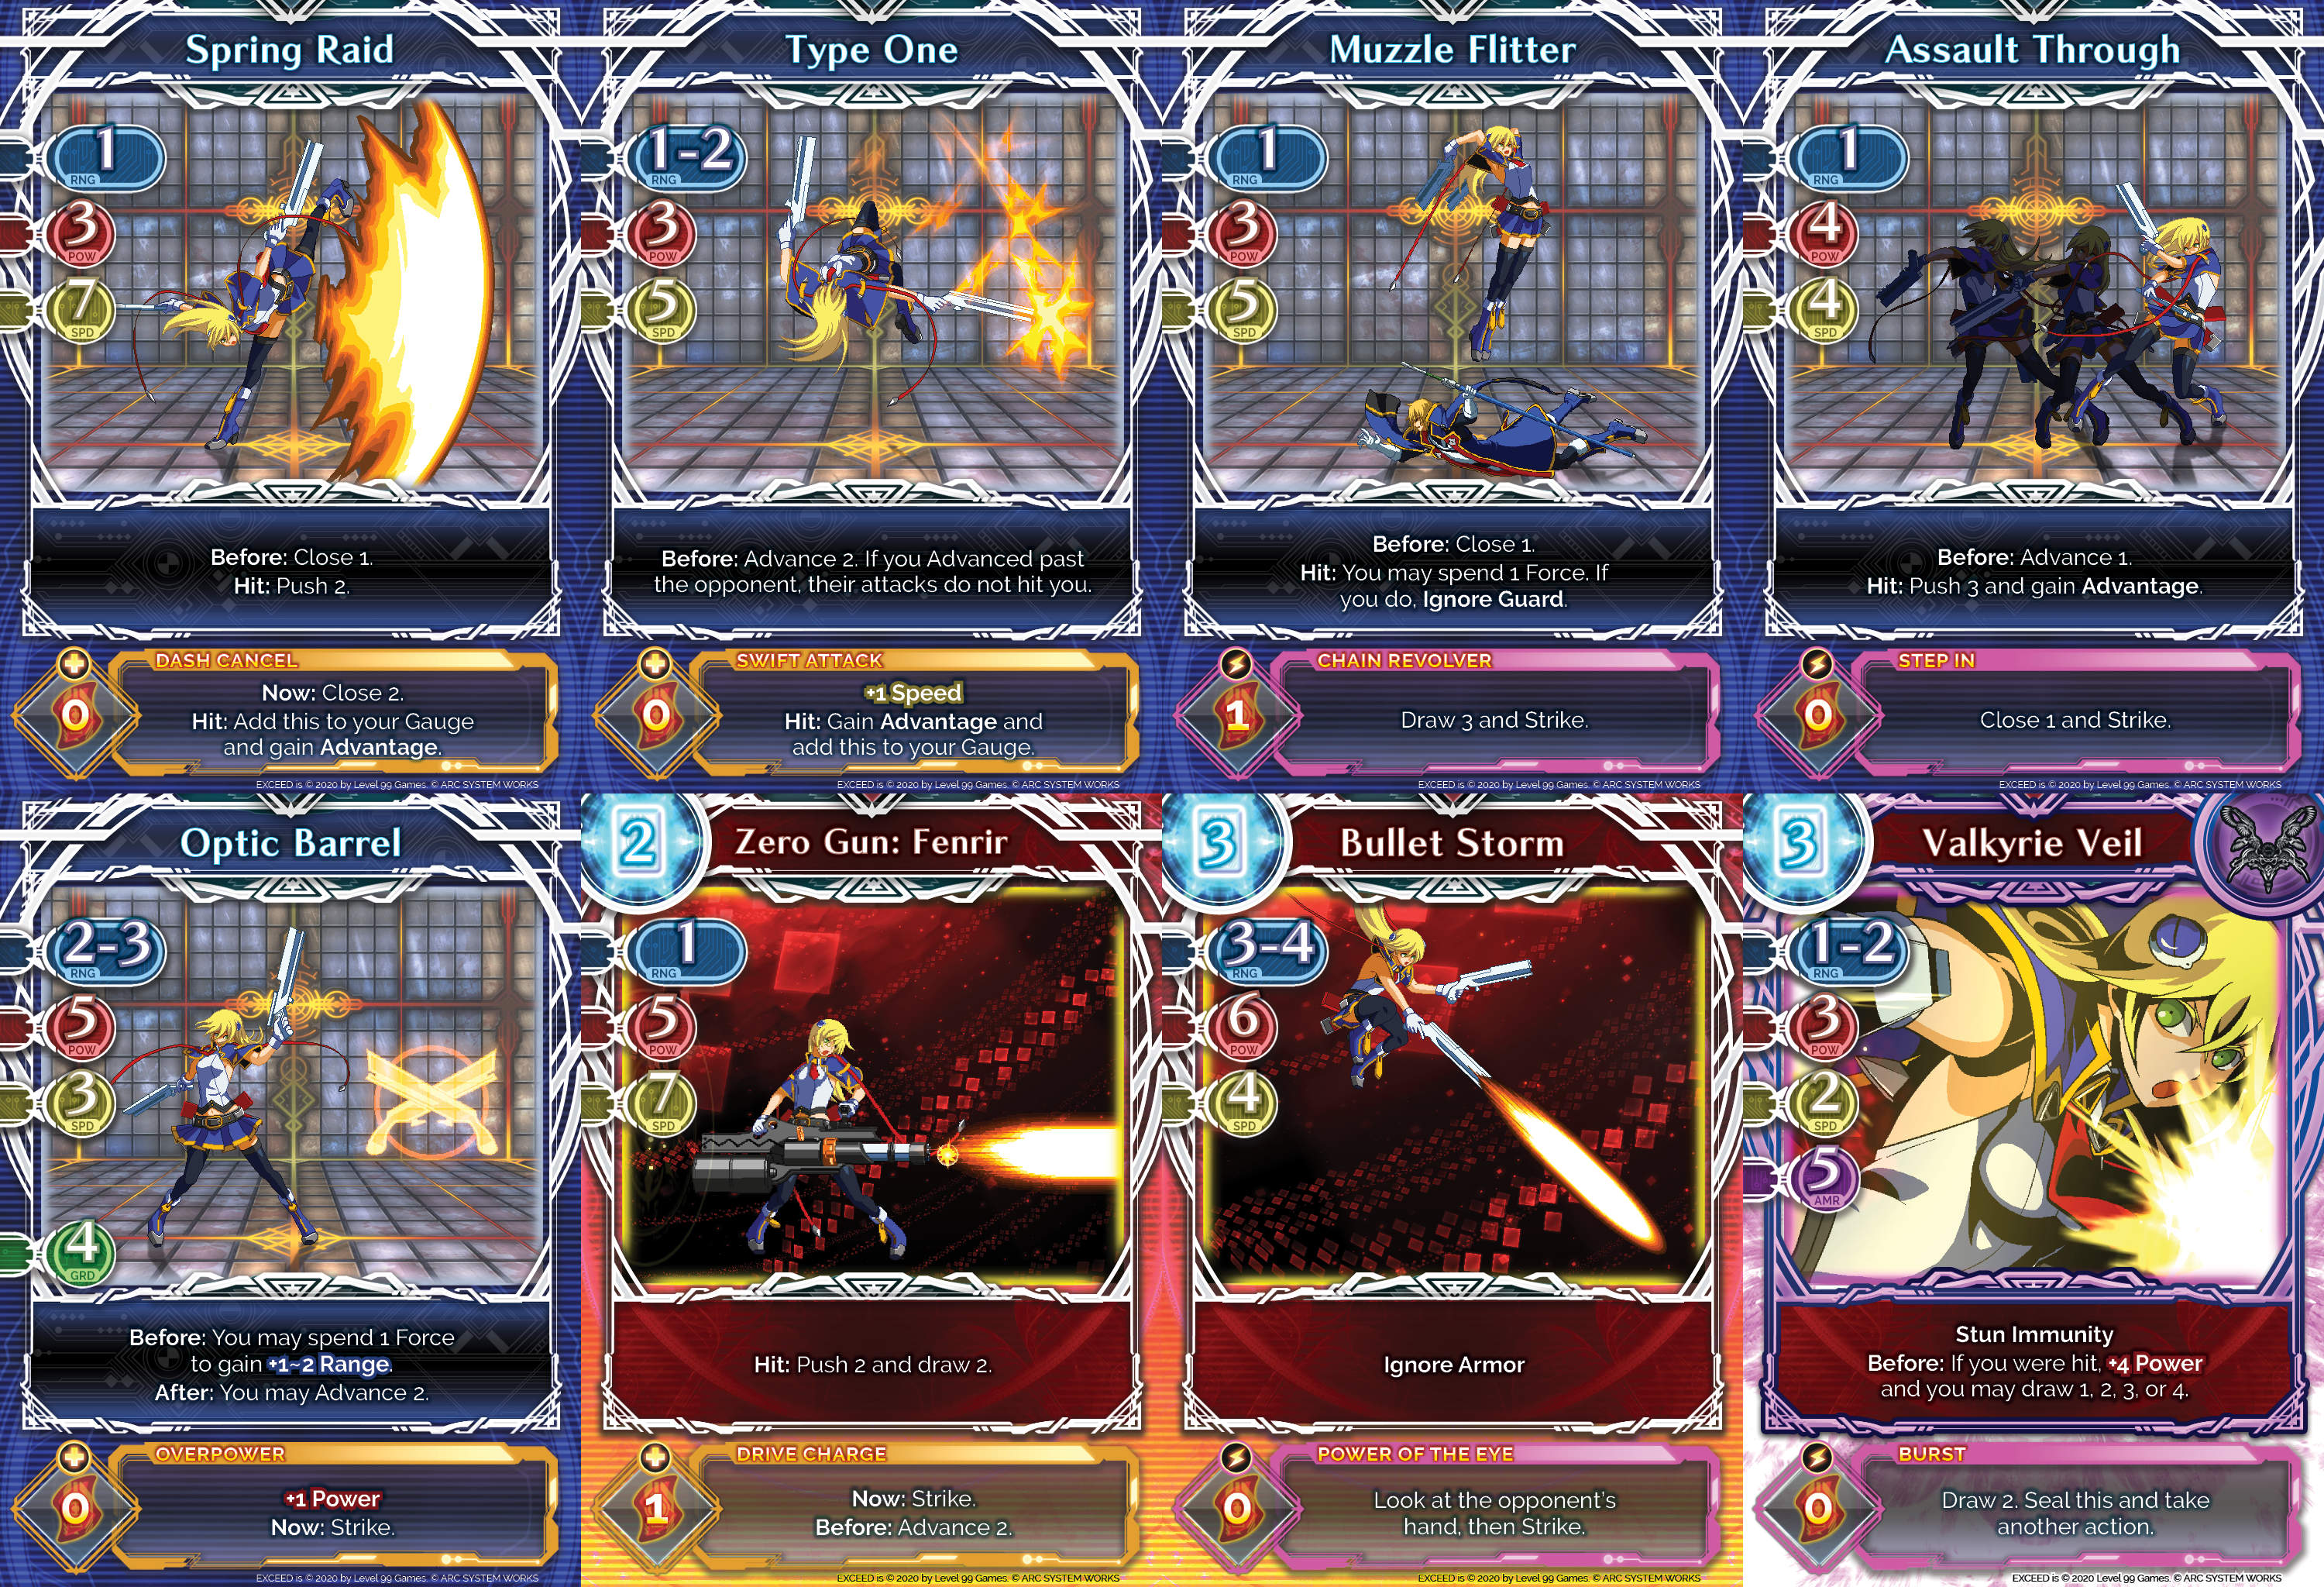 Spring Raid
1
RNG
3
POW
7
SPD
Before: Close 1.
Hit: Push 2.
DASH CANCEL
0
Now: Close 2.
Hit: Add this to your Gauge
and gain Advantage.
EXCEED is © 2020 by Level 99 Games. © ARC SYSTEM WORKS
Type One
1-2
RNG
3
POW
5
SPD
Before: Advance 2. If you Advanced past
the opponent, their attacks do not hit you.
SWIFT ATTACK
0
+1 Speed
Hit: Gain Advantage and
add this to your Gauge.
EXCEED is © 2020 by Level 99 Games. © ARC SYSTEM WORKS
Muzzle Flitter
1
RNG
3
POW
5
SPD
Before: Close 1.
Hit: You may spend 1 Force. If
you do, Ignore Guard.
CHAIN REVOLVER
1
Draw 3 and Strike.
EXCEED is © 2020 by Level 99 Games. © ARC SYSTEM WORKS
Assault Through
1
RNG
4
POW
4
SPD
Before: Advance 1.
Hit: Push 3 and gain Advantage.
STEP IN
0
Close 1 and Strike.
EXCEED is © 2020 by Level 99 Games. © ARC SYSTEM WORKS
Optic Barrel
2-3
RNG
5
POW
3
SPD
4
GRD
Before: You may spend 1 Force
to gain +1~2 Range.
After: You may Advance 2.
OVERPOWER
0
+1 Power
Now: Strike.
EXCEED is © 2020 by Level 99 Games. © ARC SYSTEM WORKS
2
Zero Gun: Fenrir
1
RNG
5
POW
7
SPD
Hit: Push 2 and draw 2.
DRIVE CHARGE
1
Now: Strike.
Before: Advance 2.
EXCEED is © 2020 by Level 99 Games. © ARC SYSTEM WORKS
3
Bullet Storm
3-4
RNG
6
POW
4
SPD
Ignore Armor
POWER OF THE EYE
0
Look at the opponent's
hand, then Strike.
EXCEED is © 2020 by Level 99 Games. © ARC SYSTEM WORKS
3
Valkyrie Veil
1-2
RNG
3
POW
2
SPD
5
AMR
Stun Immunity
Before: If you were hit, +4 Power
and you may draw 1, 2, 3, or 4.
BURST
0
Draw 2. Seal this and take
another action.
EXCEED is © 2020 by Level 99 Games. © ARC SYSTEM WORKS